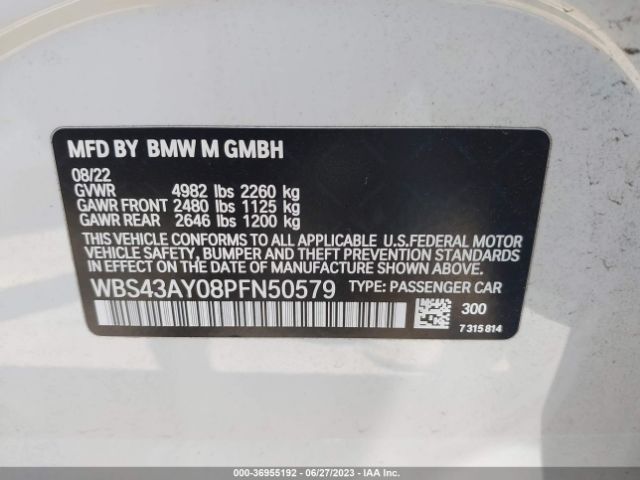 MFD BY BMW M GMBH
08/22
GVWR 4982 lbs 2260 kg
GAWR FRONT 2480 lbs 1125 kg
GAWR REAR 2646 lbs 1200 kg
THIS VEHICLE CONFORMS TO ALL APPLICABLE U.S.FEDERAL MOTOR
VEHICLE SAFETY, BUMPER AND THEFT PREVENTION STANDARDS
IN EFFECT ON THE DATE OF MANUFACTURE SHOWN ABOVE.
WBS43AY08PFN50579 TYPE: PASSENGER CAR
300
7 315 814
000-36955192 - 06/27/2023 - IAA Inc.